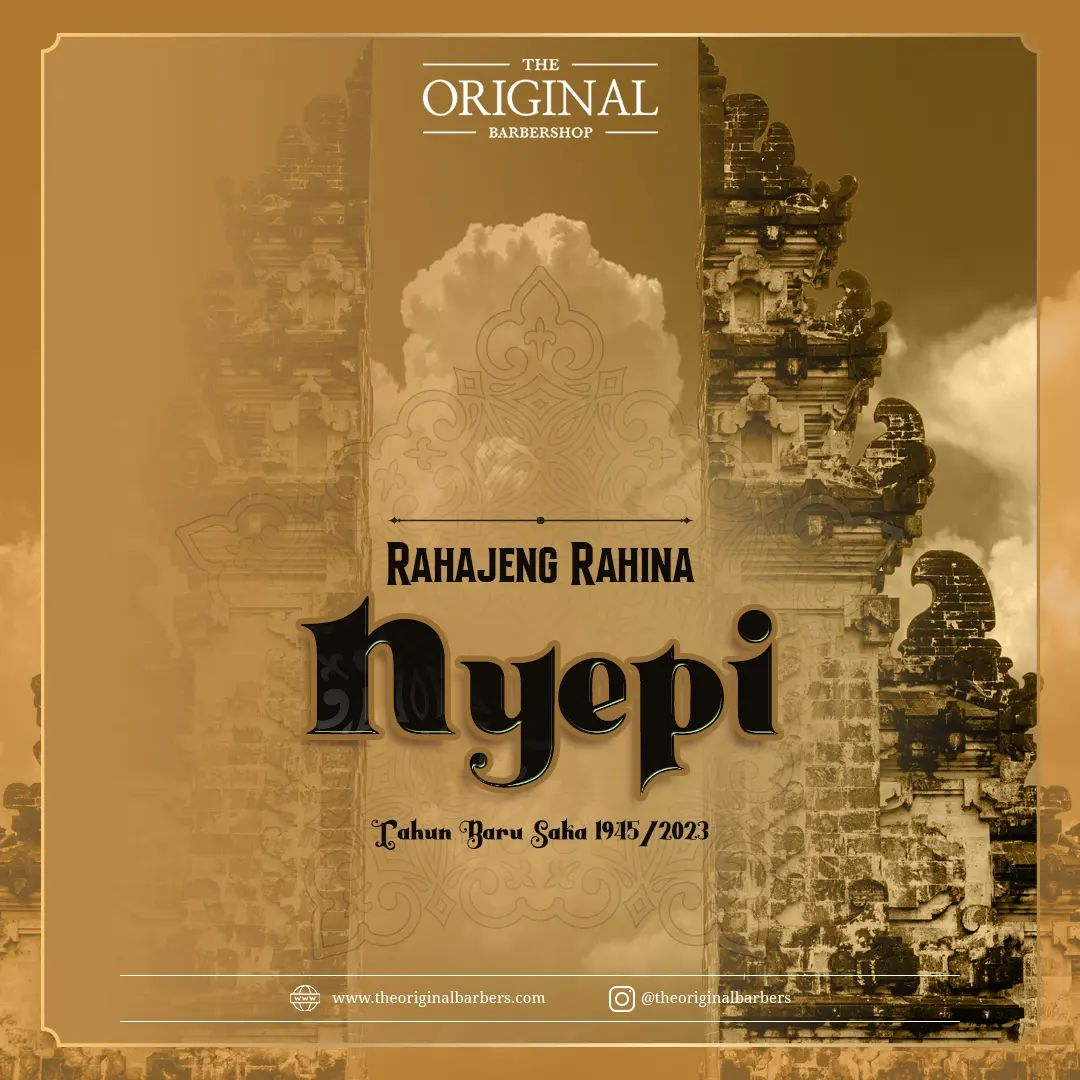 THE
ORIGINAL
BARBERSHOP
RAHAJENG RAHINA
Nyepi
Tahun Baru Saka 1945/2023
www.theoriginalbarbers.com
@theoriginalbarbers